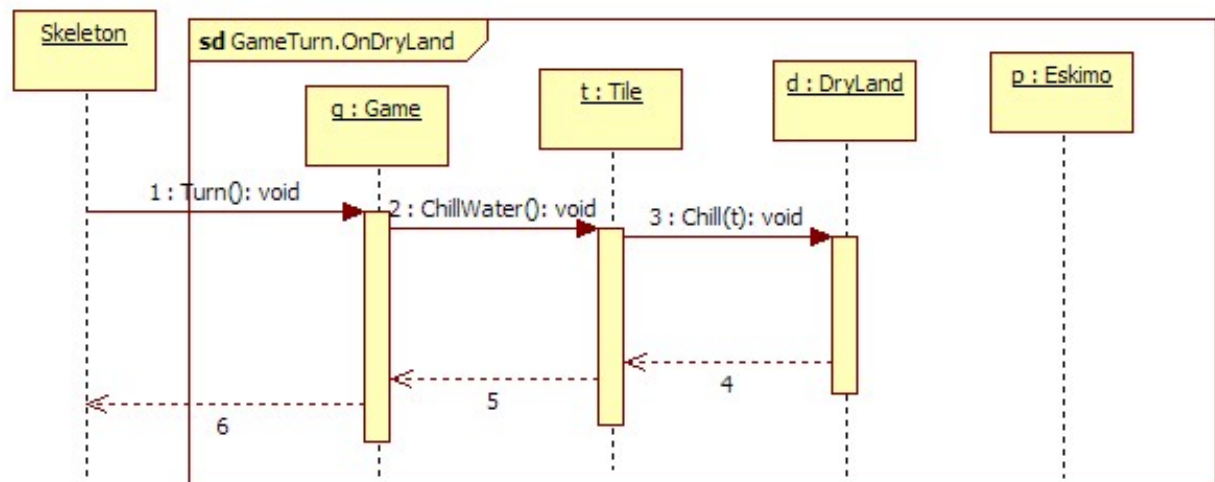 Skeleton
sd GameTurn.OnDryLand
g : Game
t : Tile
d : DryLand
p : Eskimo
1 : Turn(): void
2 : ChillWater(): void
3 : Chill(t): void
4
5
6